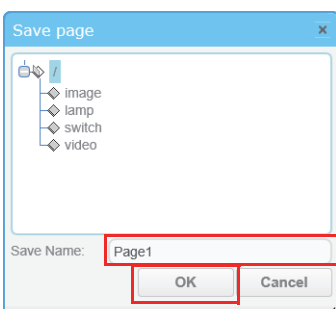 Save page
/
image
lamp
switch
video
Save Name: Page1
OK Cancel